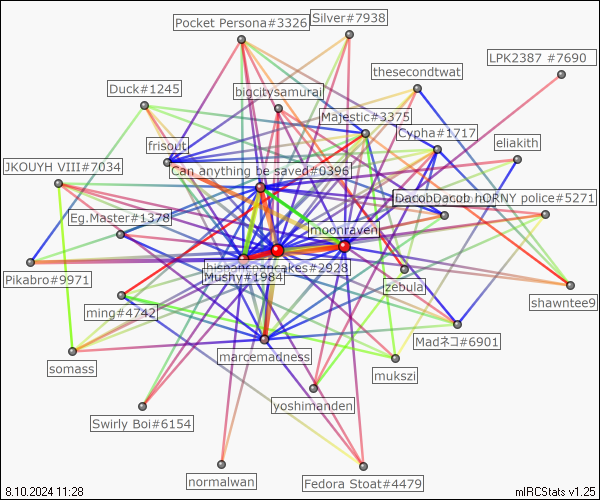 Pocket Persona#3326
Silver#7938
LPK2387 #7690
thesecondtwat
Duck#1245
bigcitysamurai
Majestic#3375
Cypha#1717
frisout
eliakith
JKOUYH VIII#7034
Can anything be saved#0396
DacobDacob
hORNY police#5271
Eg.Master#1378
moonraven
hispanicpancakes#2928
Mushy#1984
Pikabro#9971
zebula
shawntee9
ming#4742
Madネコ#6901
marcemadness
somass
mukszi
yoshimanden
Swirly Boi#6154
normalwan
Fedora Stoat#4479
8.10.2024 11:28
mIRCStats v1.25